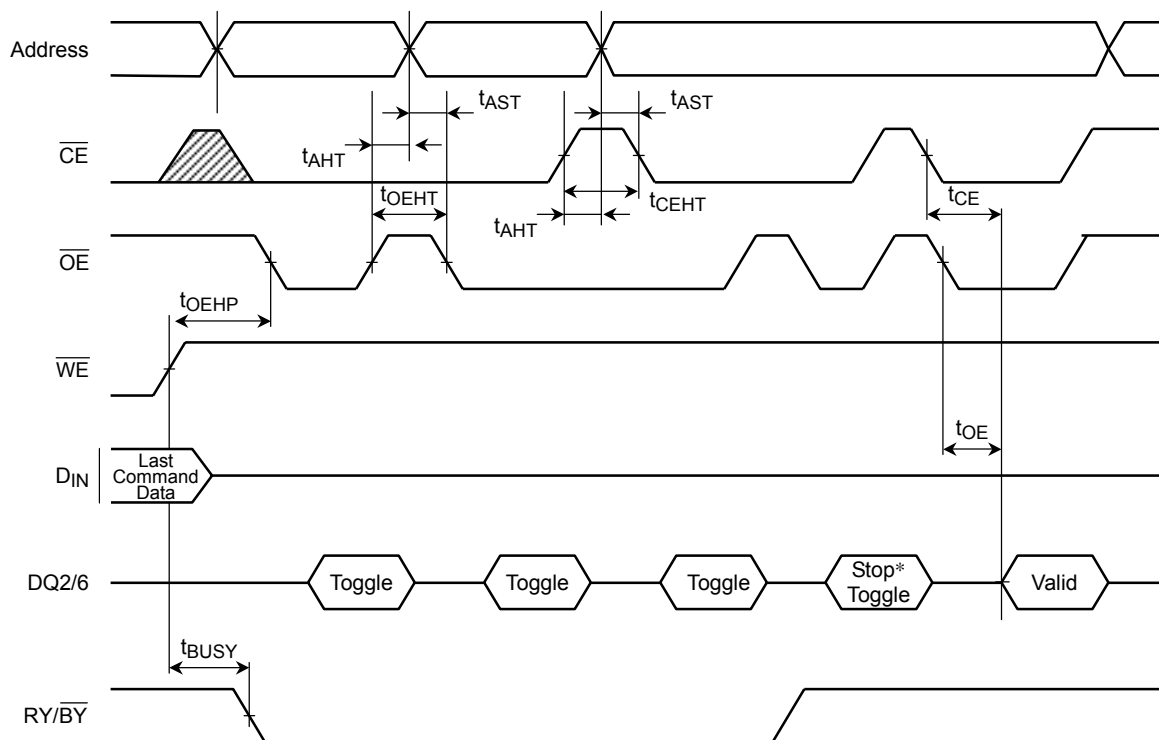 Address
tAST
tAST
CE
tAHT
tOEHT
tCEHT
tCE
tAHT
OE
tOEHP
WE
tOE
DIN
Last
Command
Data
DQ2/6
Toggle
Toggle
Toggle
Stop*
Toggle
Valid
tBUSY
RY/BY